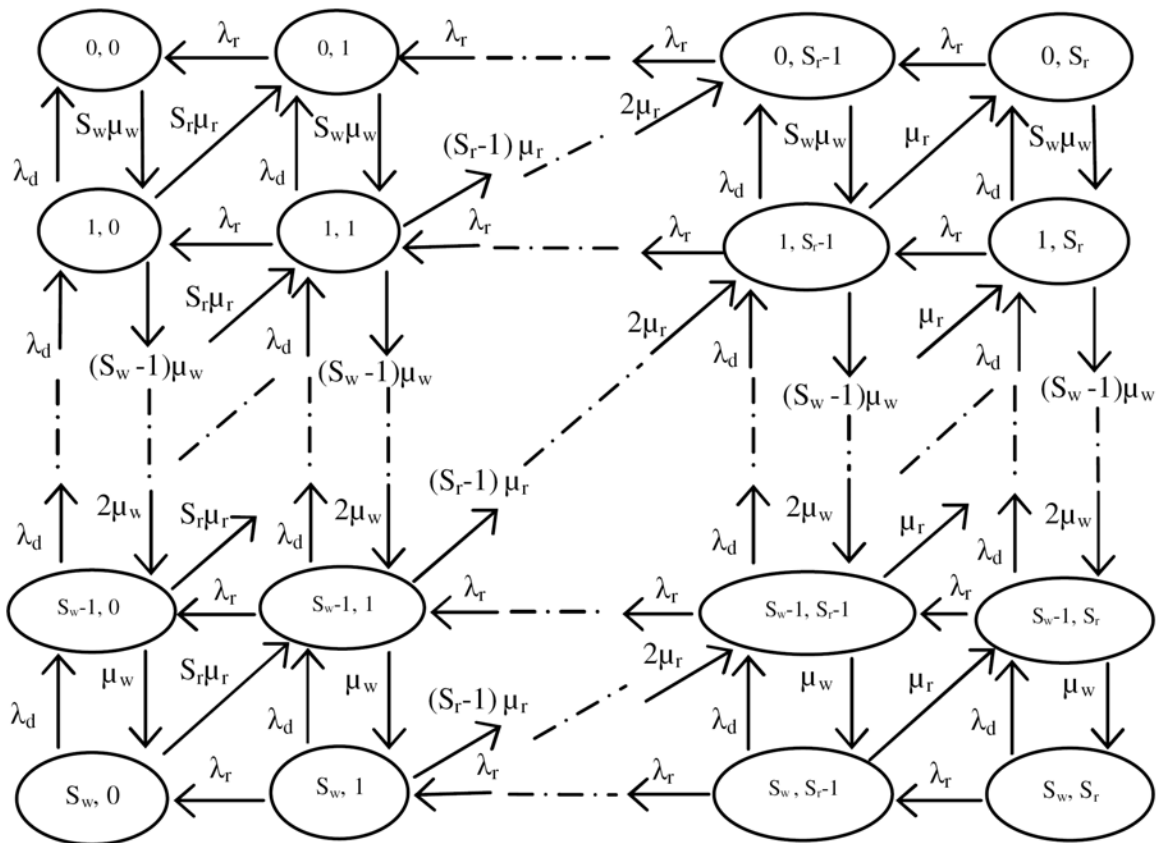 λr λr λr λr
0, 0 0, 1 0, Sr-1 0, Sr
2μr
Swμw Srμr Swμw (Sr-1) μr Swμw μr Swμw
λd λd λd λd
λr λr λr λr
1, 0 1, 1 1, Sr-1 1, Sr
Srμr 2μr μr
λd λd λd λd
(Sw -1)μw (Sw -1)μw (Sw -1)μw (Sw -1)μw
(Sr-1) μr
2μw Srμr 2μw 2μw μr 2μw
λd λd λd λd
λr λr λr λr
Sw-1, 0 Sw-1, 1 Sw-1, Sr-1 Sw-1, Sr
μw Srμr μw (Sr-1) μr 2μr μw μr μw
λd λd λd λd
λr λr λr λr
Sw, 0 Sw, 1 Sw , Sr-1 Sw, Sr